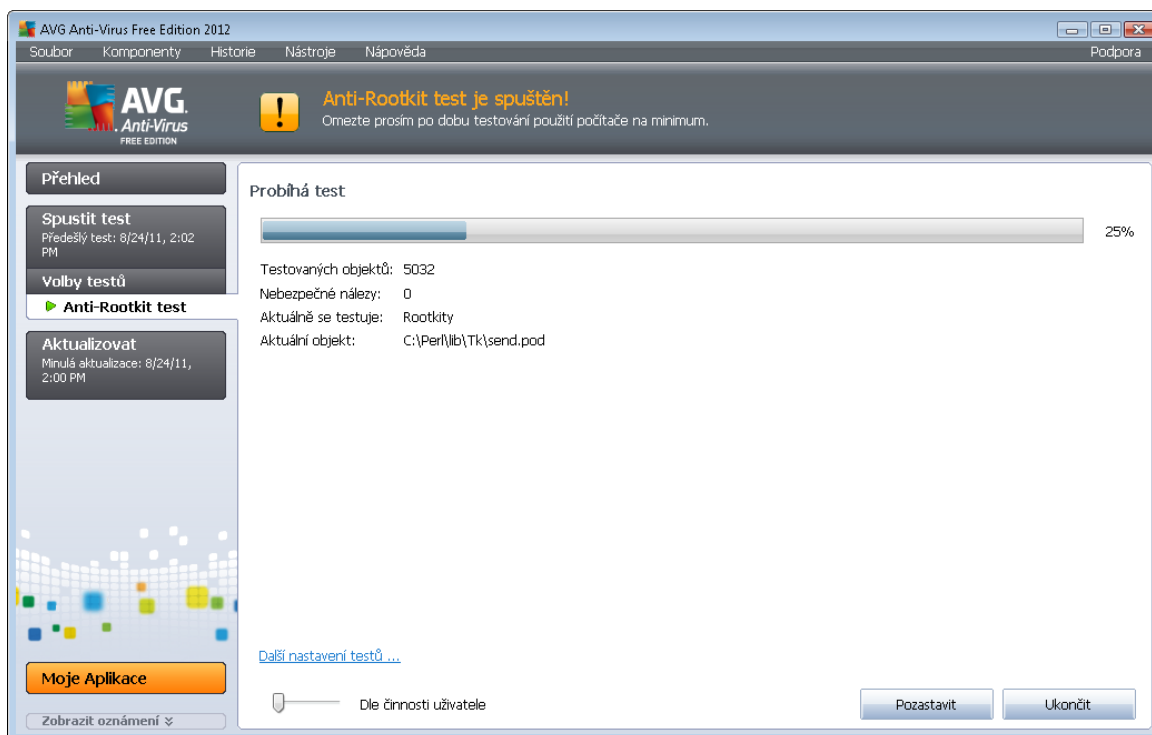 AVG Anti-Virus Free Edition 2012
Soubor Komponenty Historie Nástroje Nápověda Podpora
AVG.
Anti-Virus
FREE EDITION
Anti-Rootkit test je spuštěn!
Omezte prosím po dobu testování použití počítače na minimum.
Přehled
Spustit test
Předešlý test: 8/24/11, 2:02
PM
Volby testů
Anti-Rootkit test
Aktualizovat
Minulá aktualizace: 8/24/11,
2:00 PM
Moje Aplikace
Zobrazit oznámení
Probíhá test
25%
Testovaných objektů: 5032
Nebezpečné nálezy: 0
Aktuálně se testuje: Rootkity
Aktuální objekt: C:\Perl\lib\Tk\send.pod
Další nastavení testů ...
Dle činnosti uživatele
Pozastavit
Ukončit